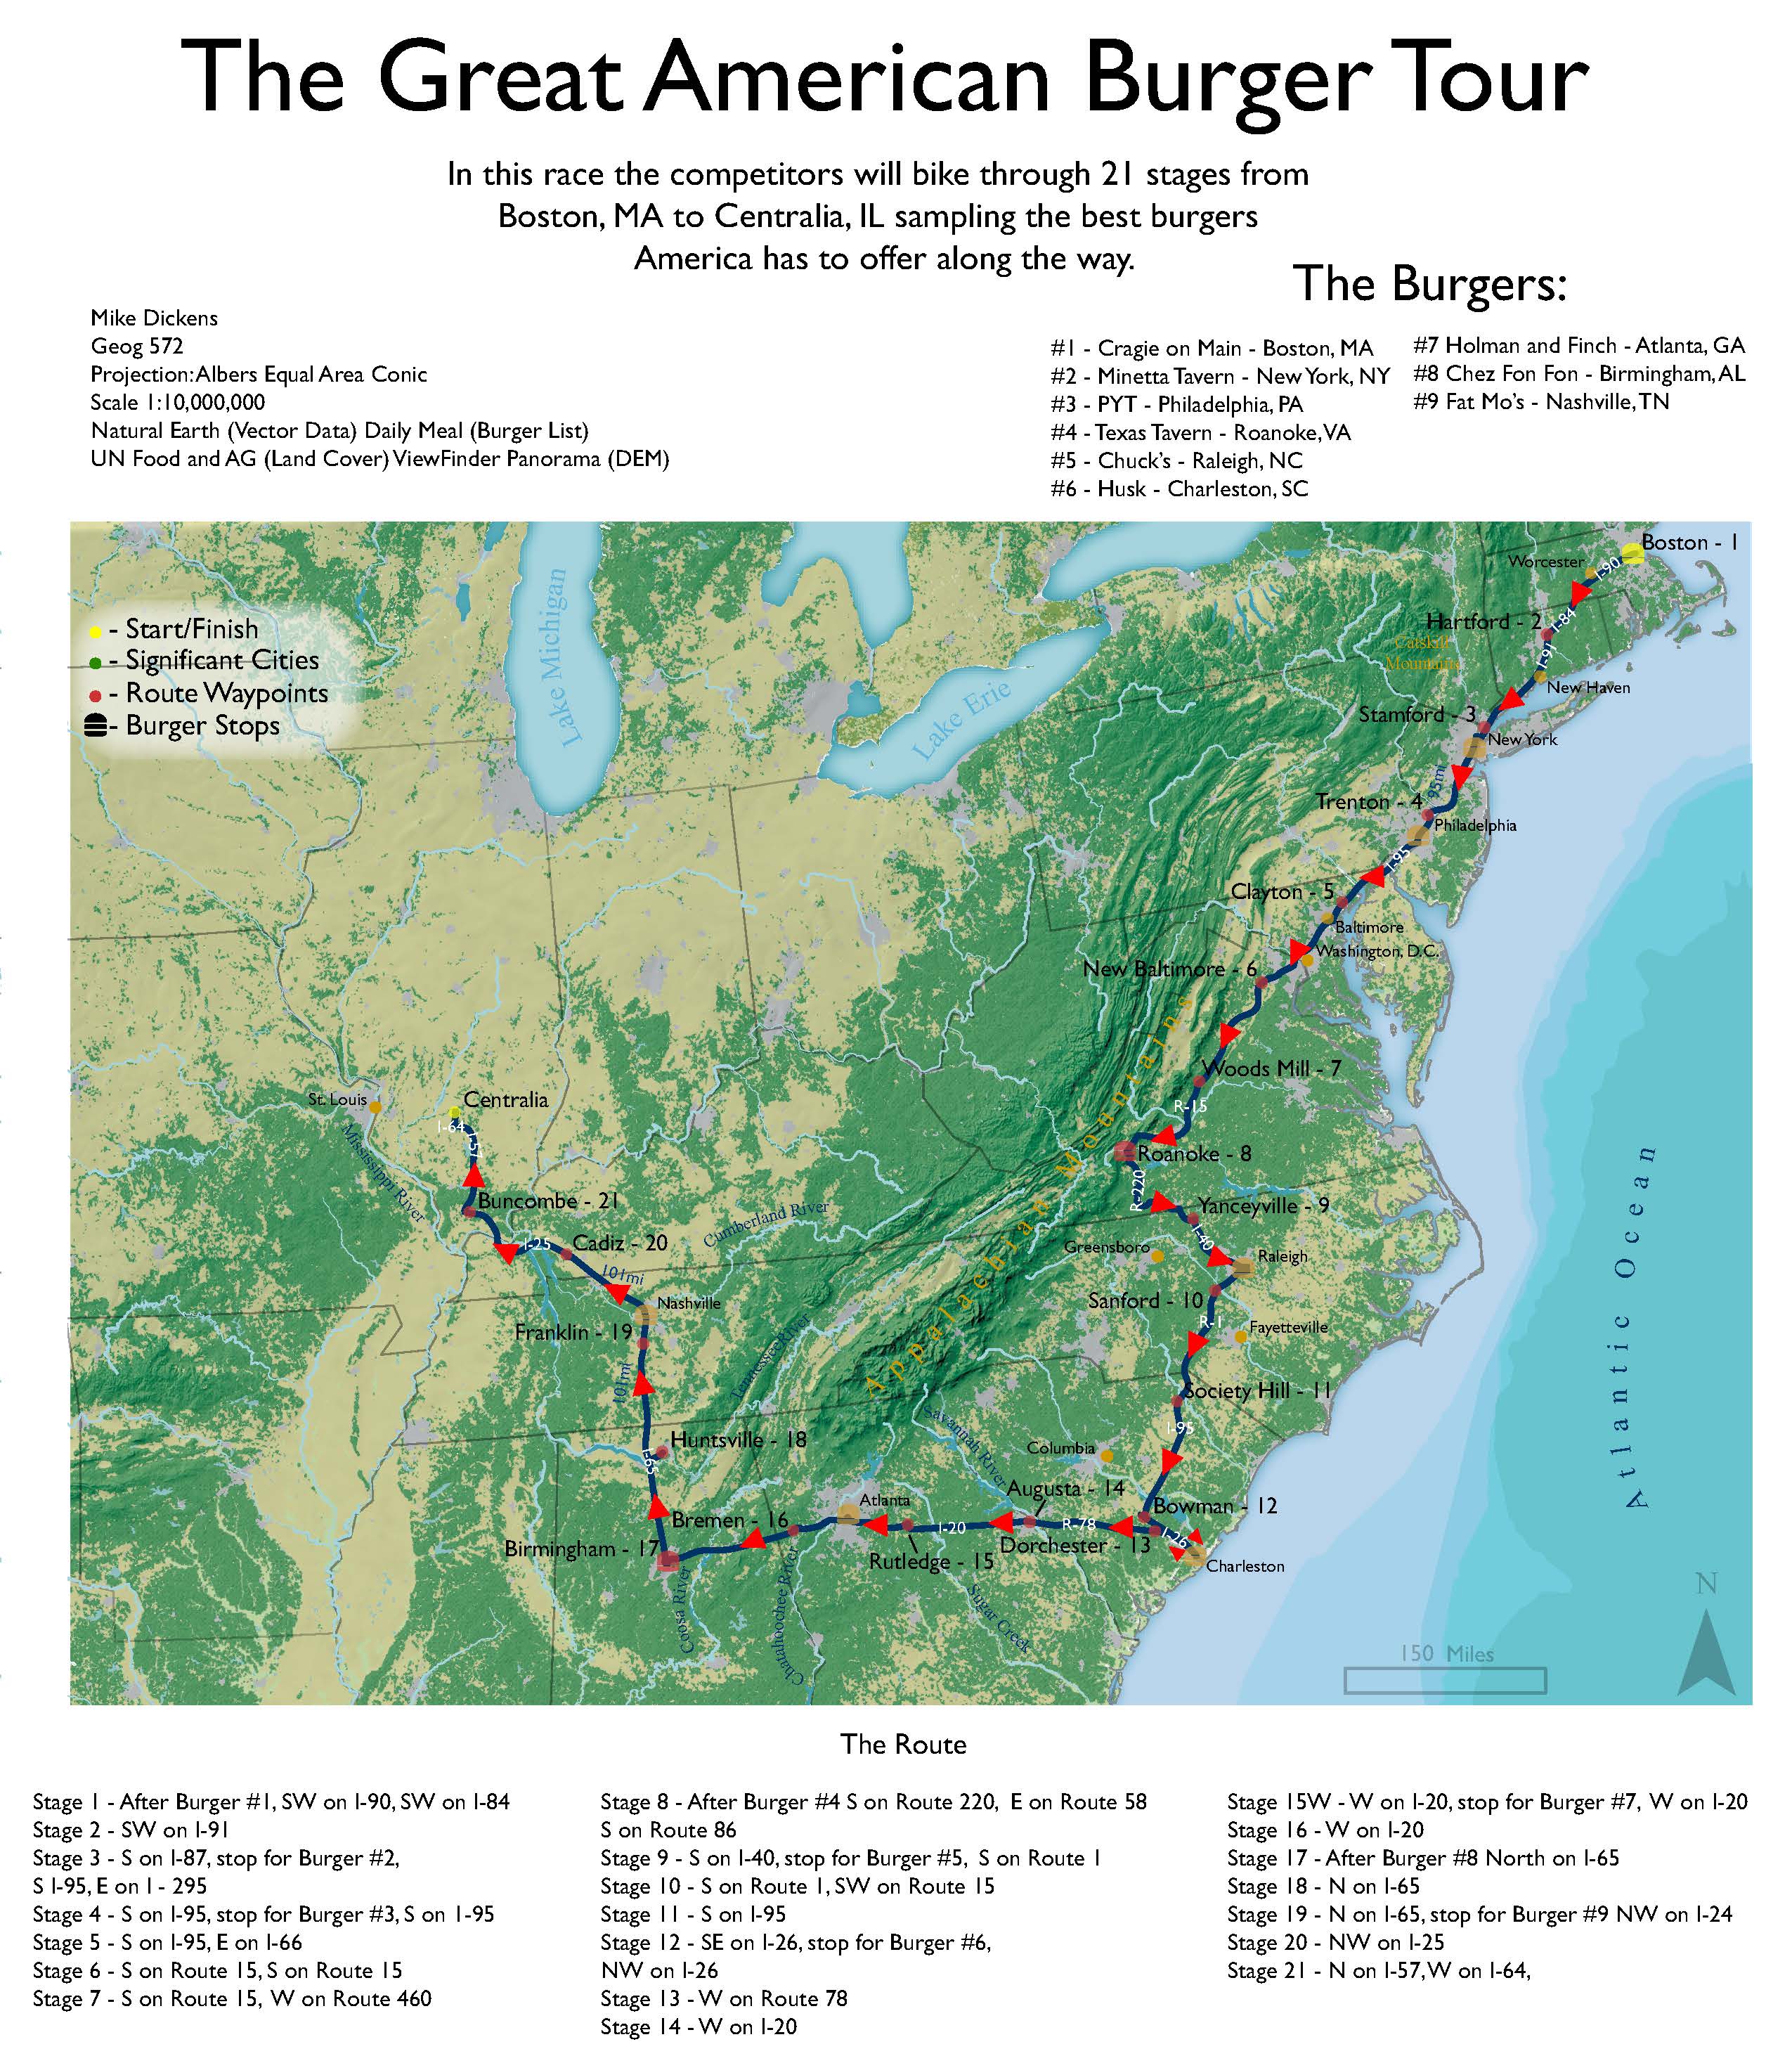 The Great American Burger Tour
In this race the competitors will bike through 21 stages from
Boston, MA to Centralia, IL sampling the best burgers
America has to offer along the way.
Mike Dickens
Geog 572
Projection: Albers Equal Area Conic
Scale 1:10,000,000
Natural Earth (Vector Data) Daily Meal (Burger List)
UN Food and AG (Land Cover) ViewFinder Panorama (DEM)
The Burgers:
#1 - Cragie on Main - Boston, MA
#2 - Minetta Tavern - New York, NY
#3 - PYT - Philadelphia, PA
#4 - Texas Tavern - Roanoke, VA
#5 - Chuck's - Raleigh, NC
#6 - Husk - Charleston, SC
#7 Holman and Finch - Atlanta, GA
#8 Chez Fon Fon - Birmingham, AL
#9 Fat Mo's - Nashville, TN
- Start/Finish
- Significant Cities
- Route Waypoints
- Burger Stops
Lake Michigan
Lake Erie
Boston - 1
Worcester
I-90
I-84
Hartford - 2
Catskill
Mountains
I-91
New Haven
Stamford - 3
New York
95mi
Trenton - 4
Philadelphia
I-95
Clayton - 5
Baltimore
Washington, D.C.
New Baltimore - 6
Woods Mill - 7
R-15
Appalachian Mountains
Roanoke - 8
R-220
Yanceyville - 9
I-40
Greensboro
Raleigh
Sanford - 10
R-1
Fayetteville
Society Hill - 11
I-95
Columbia
Savannah River
Augusta - 14
Bowman - 12
R-78
I-26
Dorchester - 13
Charleston
I-20
Rutledge - 15
Sugar Creek
Atlanta
Bremen - 16
Chatahoochee River
Coosa River
Birmingham - 17
Huntsville - 18
I-65
Tennessee River
101mi
Franklin - 19
Nashville
101mi
Cumberland River
Cadiz - 20
I-25
Buncombe - 21
I-57
I-64
Centralia
St. Louis
Mississippi River
Atlantic Ocean
N
150 Miles
The Route
Stage 1 - After Burger #1, SW on I-90, SW on I-84
Stage 2 - SW on I-91
Stage 3 - S on I-87, stop for Burger #2,
S I-95, E on I - 295
Stage 4 - S on I-95, stop for Burger #3, S on 1-95
Stage 5 - S on I-95, E on I-66
Stage 6 - S on Route 15, S on Route 15
Stage 7 - S on Route 15, W on Route 460
Stage 8 - After Burger #4 S on Route 220, E on Route 58
S on Route 86
Stage 9 - S on I-40, stop for Burger #5, S on Route 1
Stage 10 - S on Route 1, SW on Route 15
Stage 11 - S on I-95
Stage 12 - SE on I-26, stop for Burger #6,
NW on I-26
Stage 13 - W on Route 78
Stage 14 - W on I-20
Stage 15W - W on I-20, stop for Burger #7, W on I-20
Stage 16 - W on I-20
Stage 17 - After Burger #8 North on I-65
Stage 18 - N on I-65
Stage 19 - N on I-65, stop for Burger #9 NW on I-24
Stage 20 - NW on I-25
Stage 21 - N on I-57, W on I-64,